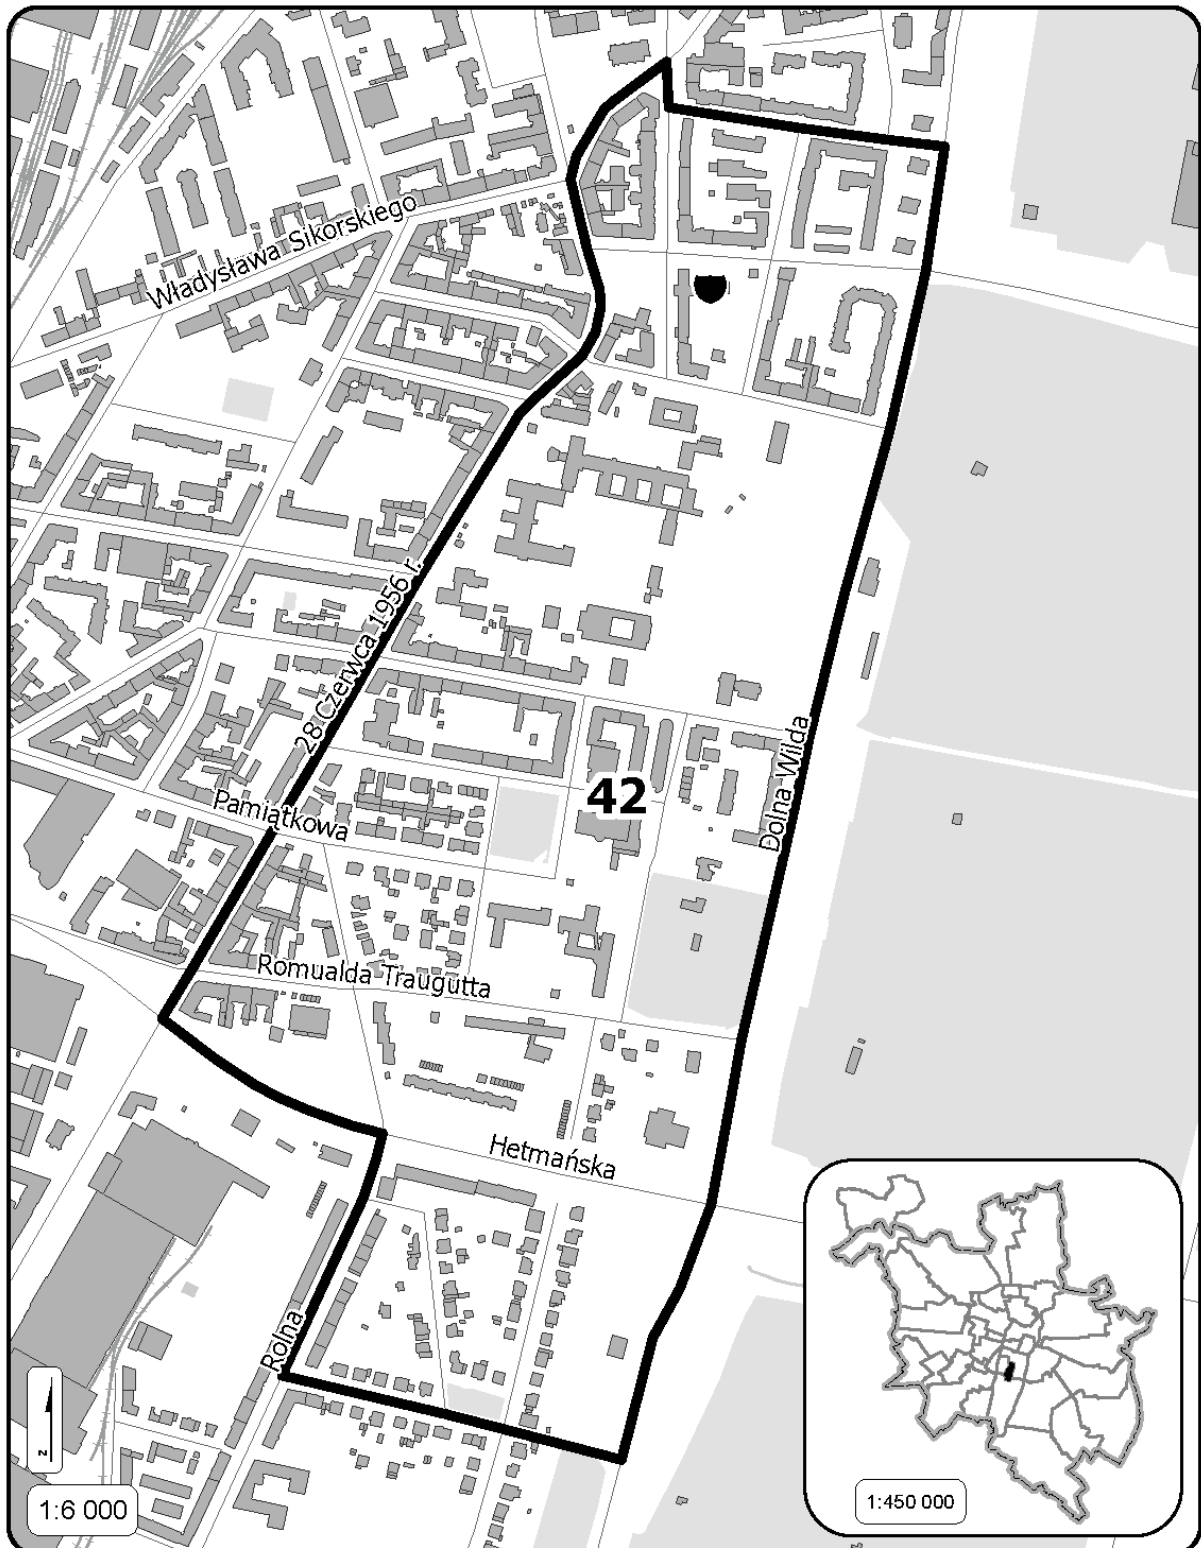 Władysława Sikorskiego
28 Czerwca 1956 r.
42
Dolna Wilda
Pamiątkowa
Romualda Traugutta
Hetmańska
Rolna
N
1:6 000
1:450 000